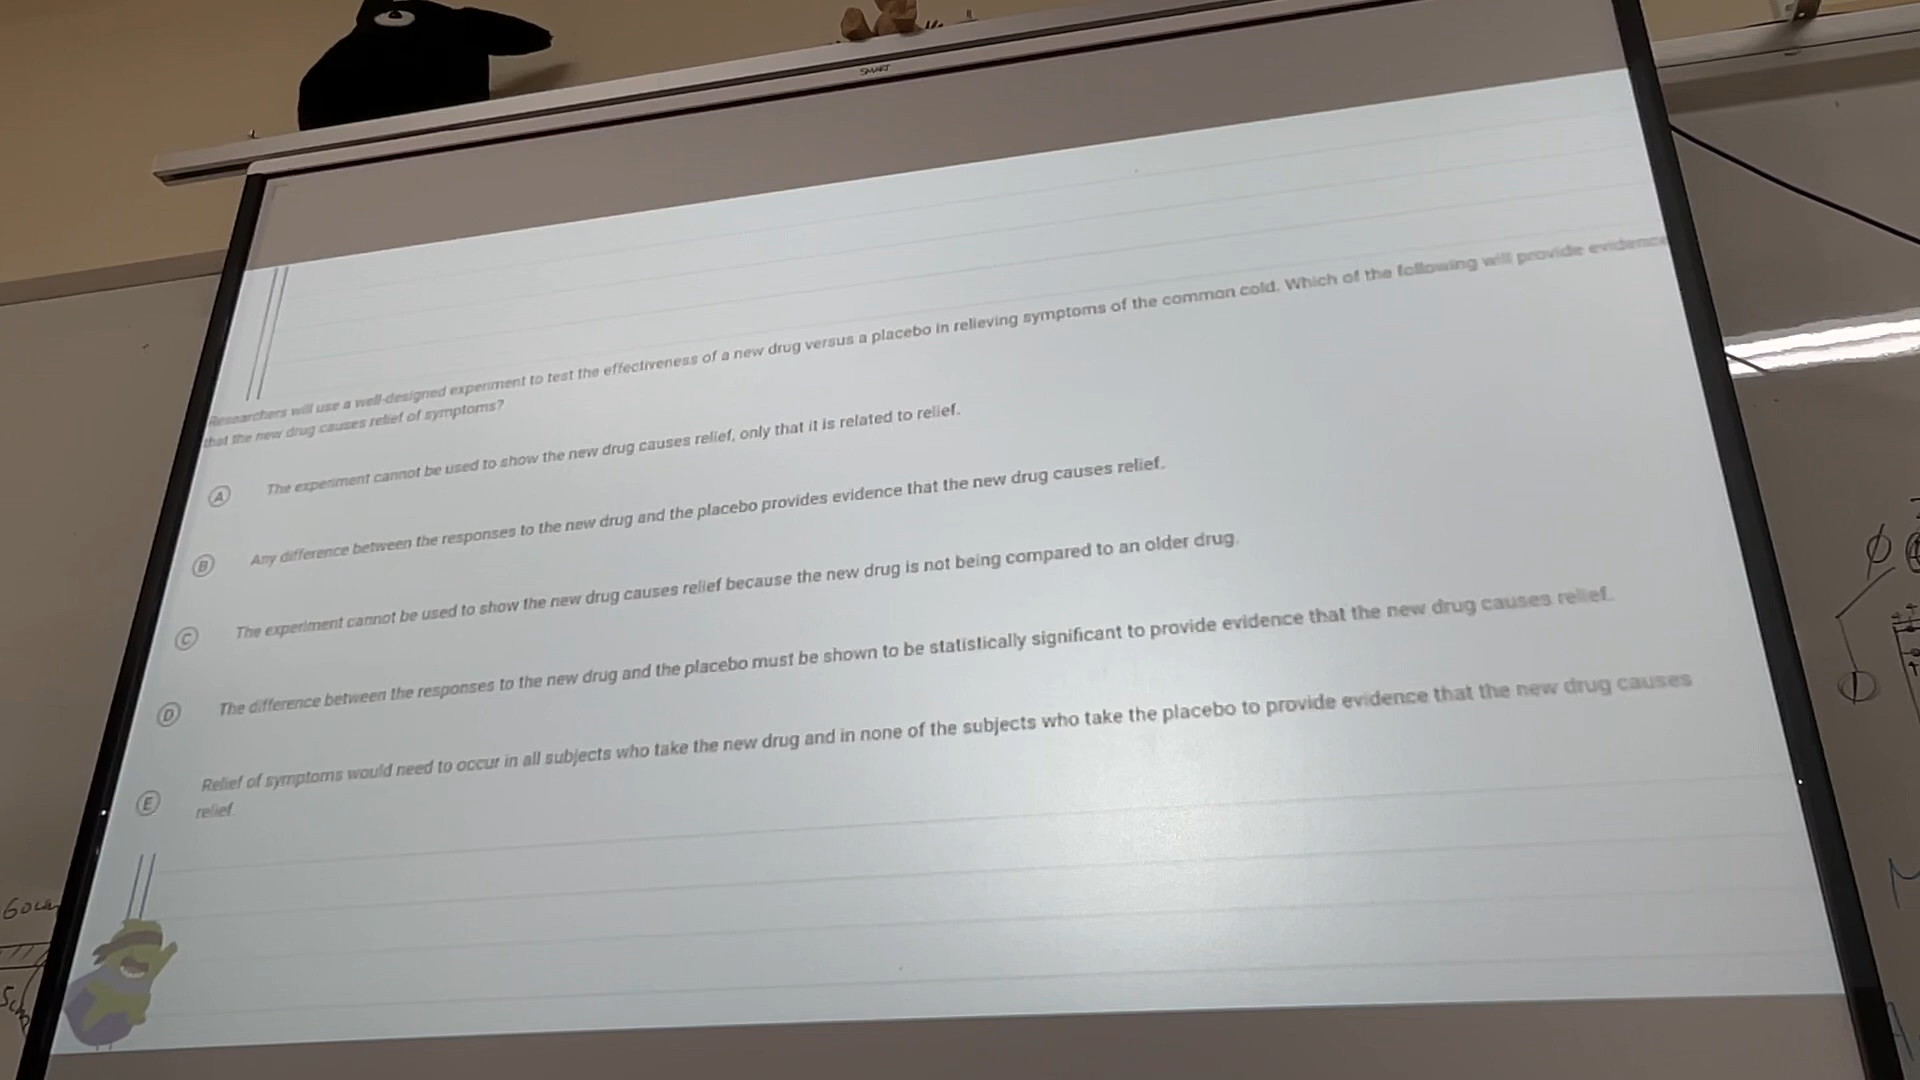 SMART
Researchers will use a well-designed experiment to test the effectiveness of a new drug versus a placebo in relieving symptoms of the common cold. Which of the following will provide evidence
that the new drug causes relief of symptoms?
A The experiment cannot be used to show the new drug causes relief, only that it is related to relief.
B Any difference between the responses to the new drug and the placebo provides evidence that the new drug causes relief.
C The experiment cannot be used to show the new drug causes relief because the new drug is not being compared to an older drug.
D The difference between the responses to the new drug and the placebo must be shown to be statistically significant to provide evidence that the new drug causes relief.
E Relief of symptoms would need to occur in all subjects who take the new drug and in none of the subjects who take the placebo to provide evidence that the new drug causes
relief.